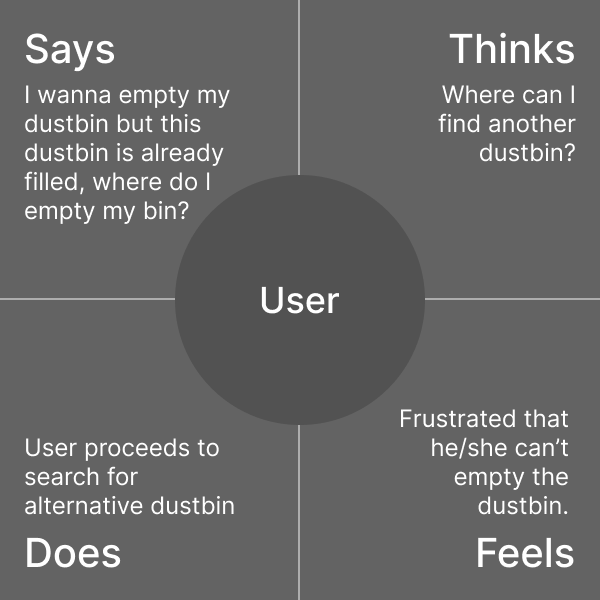 Says
I wanna empty my
dustbin but this
dustbin is already
filled, where do I
empty my bin?
Thinks
Where can I
find another
dustbin?
User
User proceeds to
search for
alternative dustbin
Does
Frustrated that
he/she can’t
empty the
dustbin.
Feels